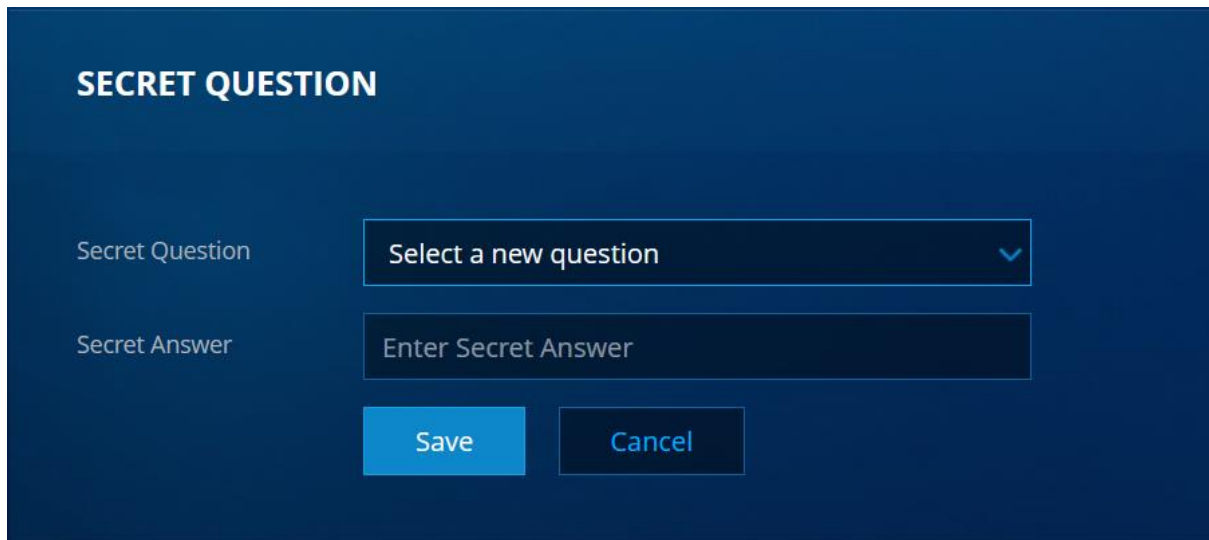 SECRET QUESTION
Secret Question
Select a new question
Secret Answer
Enter Secret Answer
Save
Cancel